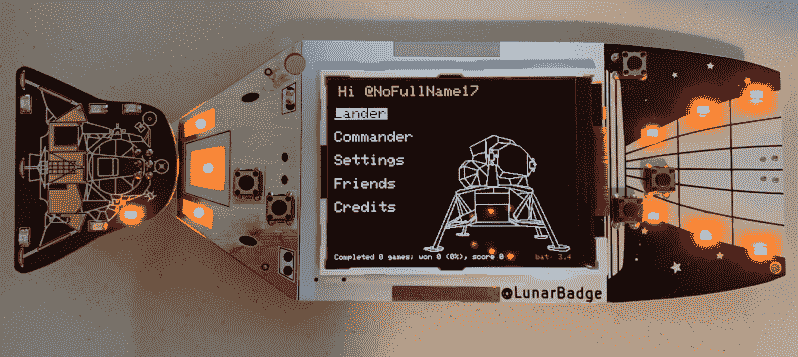 Hi @NoFullName17
Lander
Commander
Settings
Friends
Credits
Completed 0 games; won 0 (0%), score 0
bat: 3.4
@LunarBadge